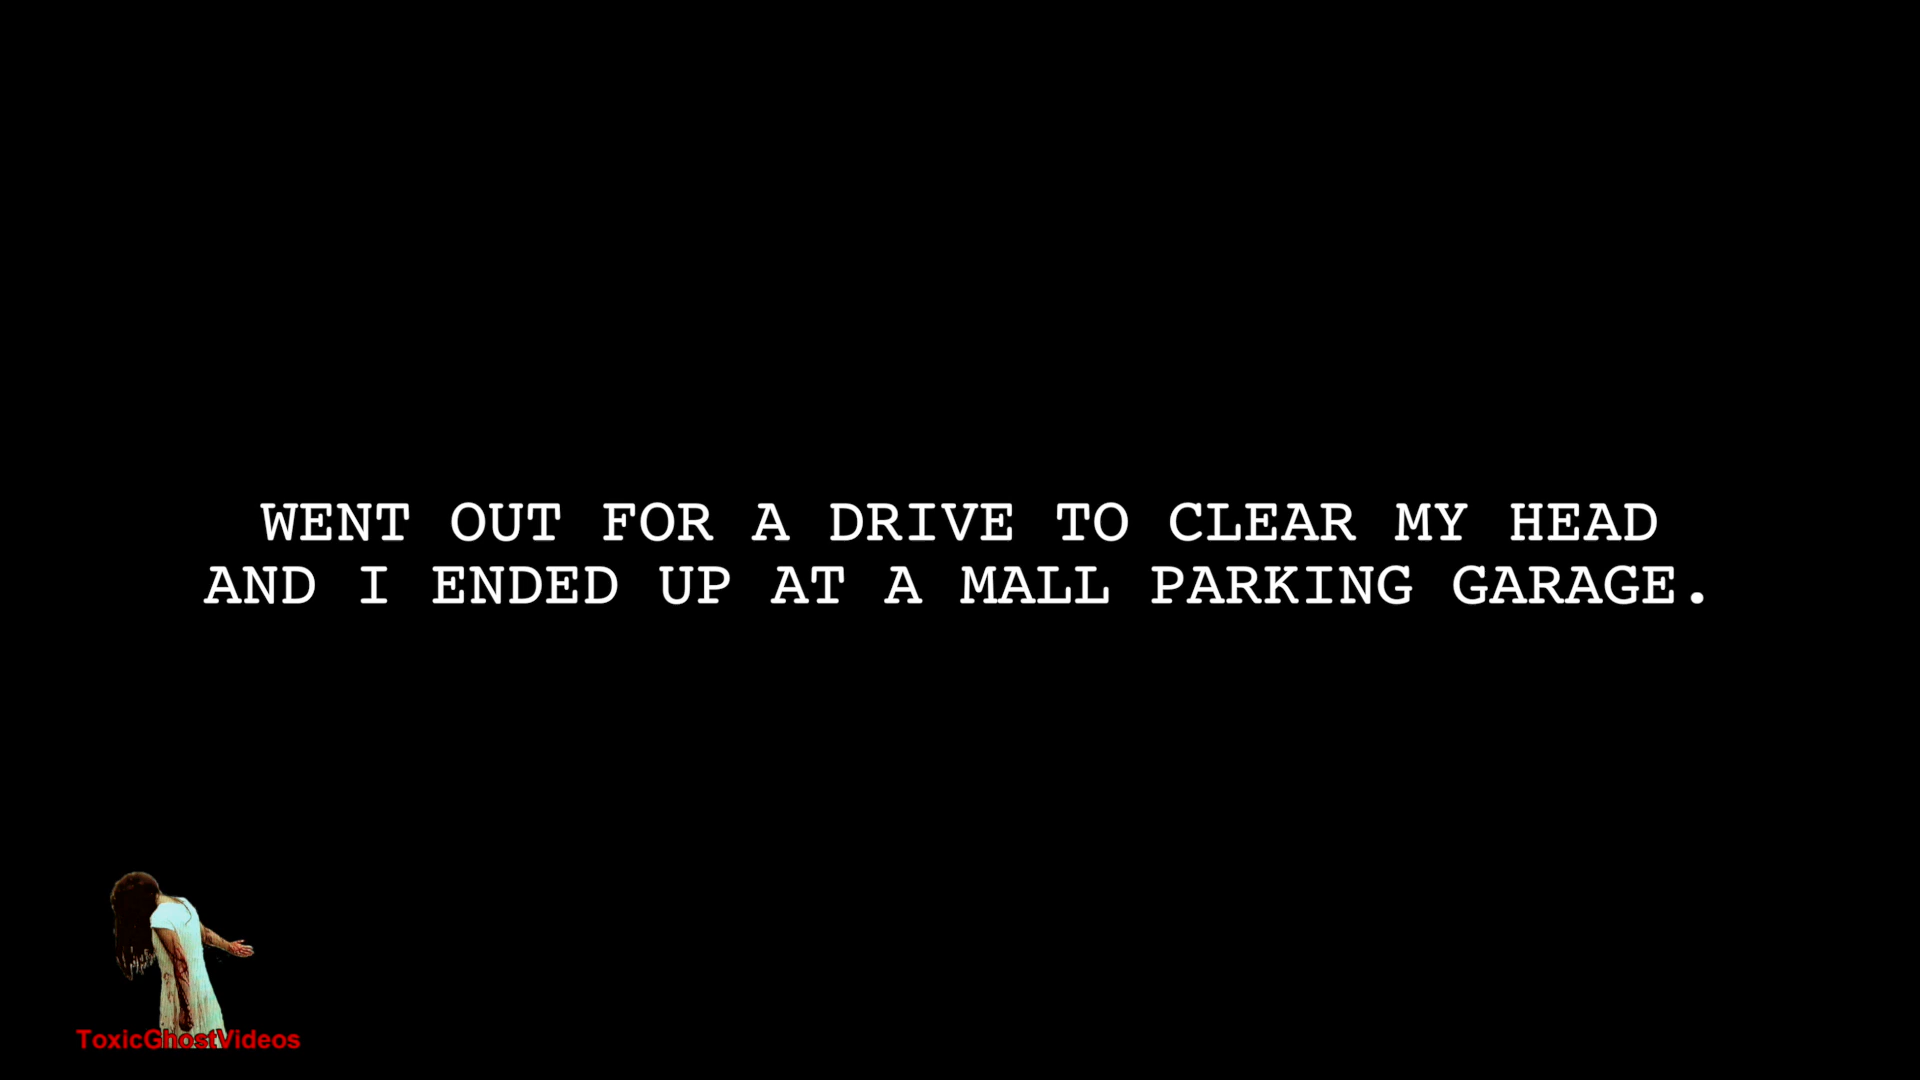 WENT OUT FOR A DRIVE TO CLEAR MY HEAD
AND I ENDED UP AT A MALL PARKING GARAGE.
ToxicGhostVideos